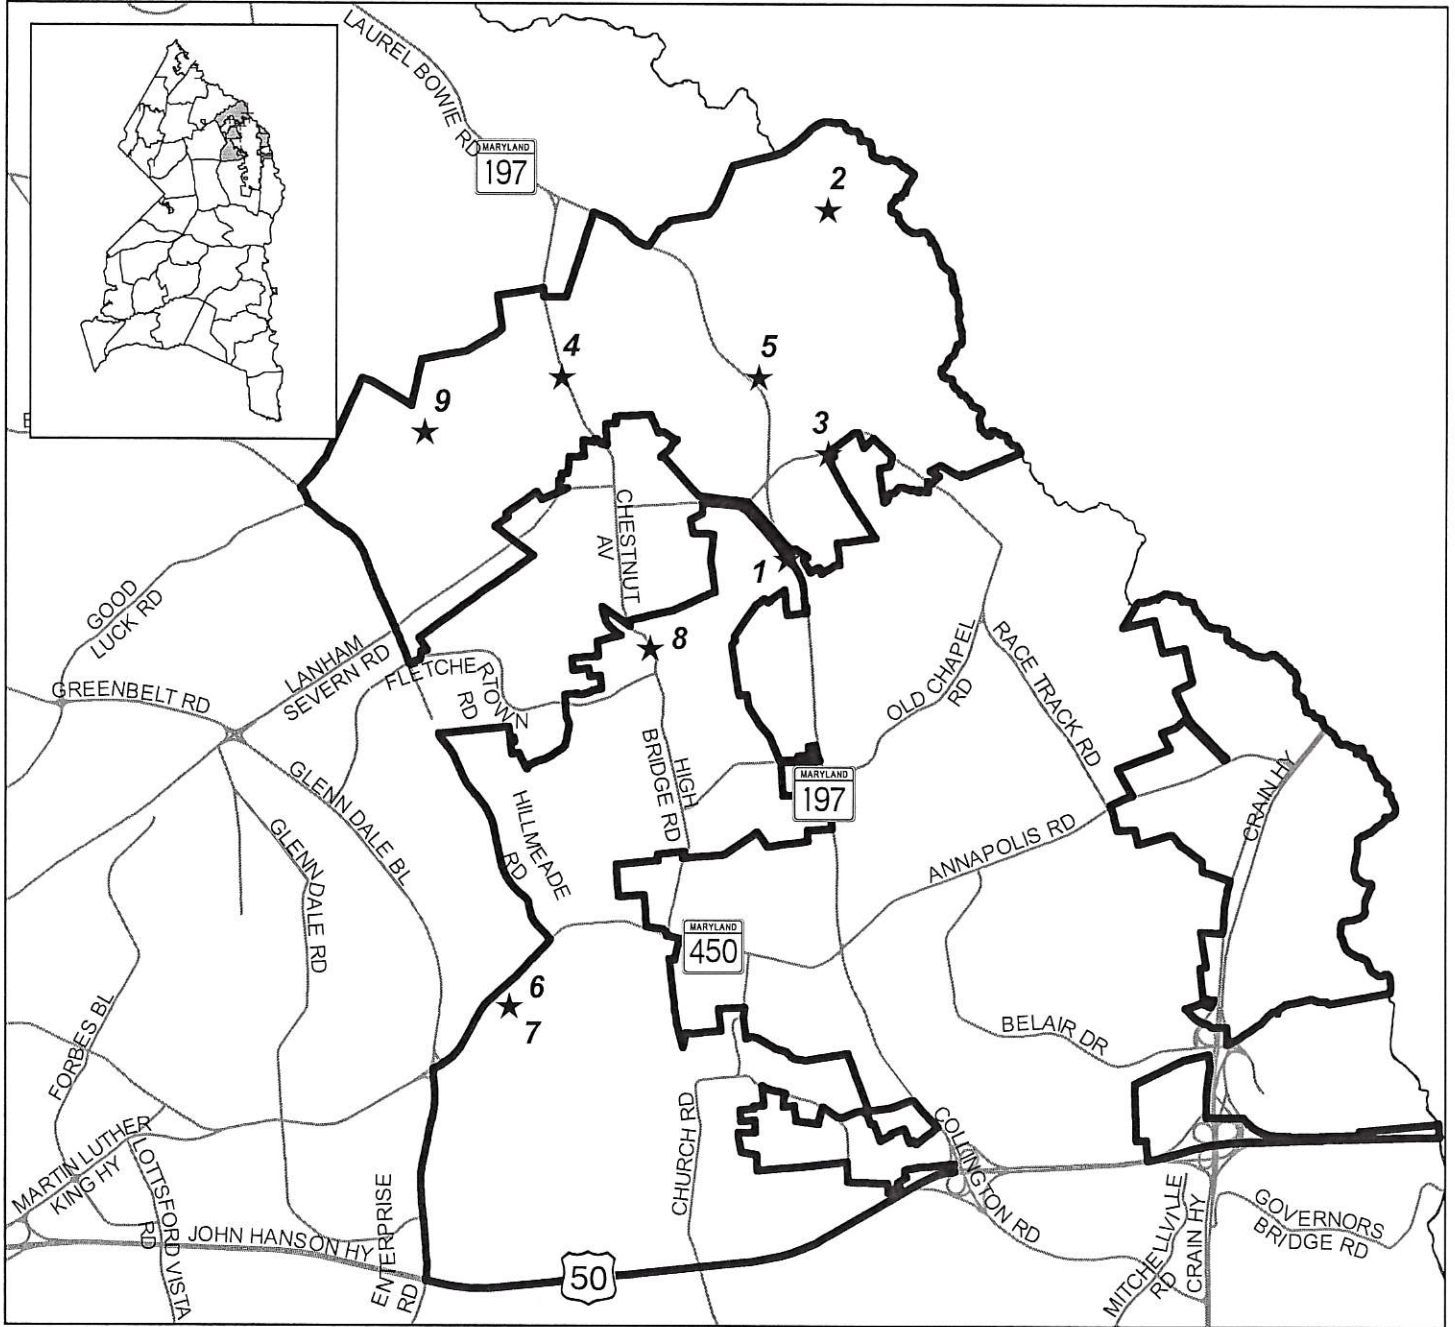 LAUREL BOWIE RD
MARYLAND
197
2
4
5
9
3
CHESTNUT
AV
1
8
GOOD
LUCK RD
LANHAM
SEVERN RD
FLETCHERTOWN
RD
GREENBELT RD
OLD CHAPEL
RD
RACE TRACK RD
GLENN DALE BL
HILLMEADE
RD
HIGH
BRIDGE RD
MARYLAND
197
CRAIN HY
GLENNDALE RD
ANNAPOLIS RD
MARYLAND
450
6
7
FORBES BL
BELAIR DR
MARTIN LUTHER
KING HY
LOTTSFORD VISTA
RD
JOHN HANSON HY
ENTERPRISE
RD
CHURCH RD
COLLINGTON RD
50
MITCHELLVILLE
RD
CRAIN HY
GOVERNORS
BRIDGE RD